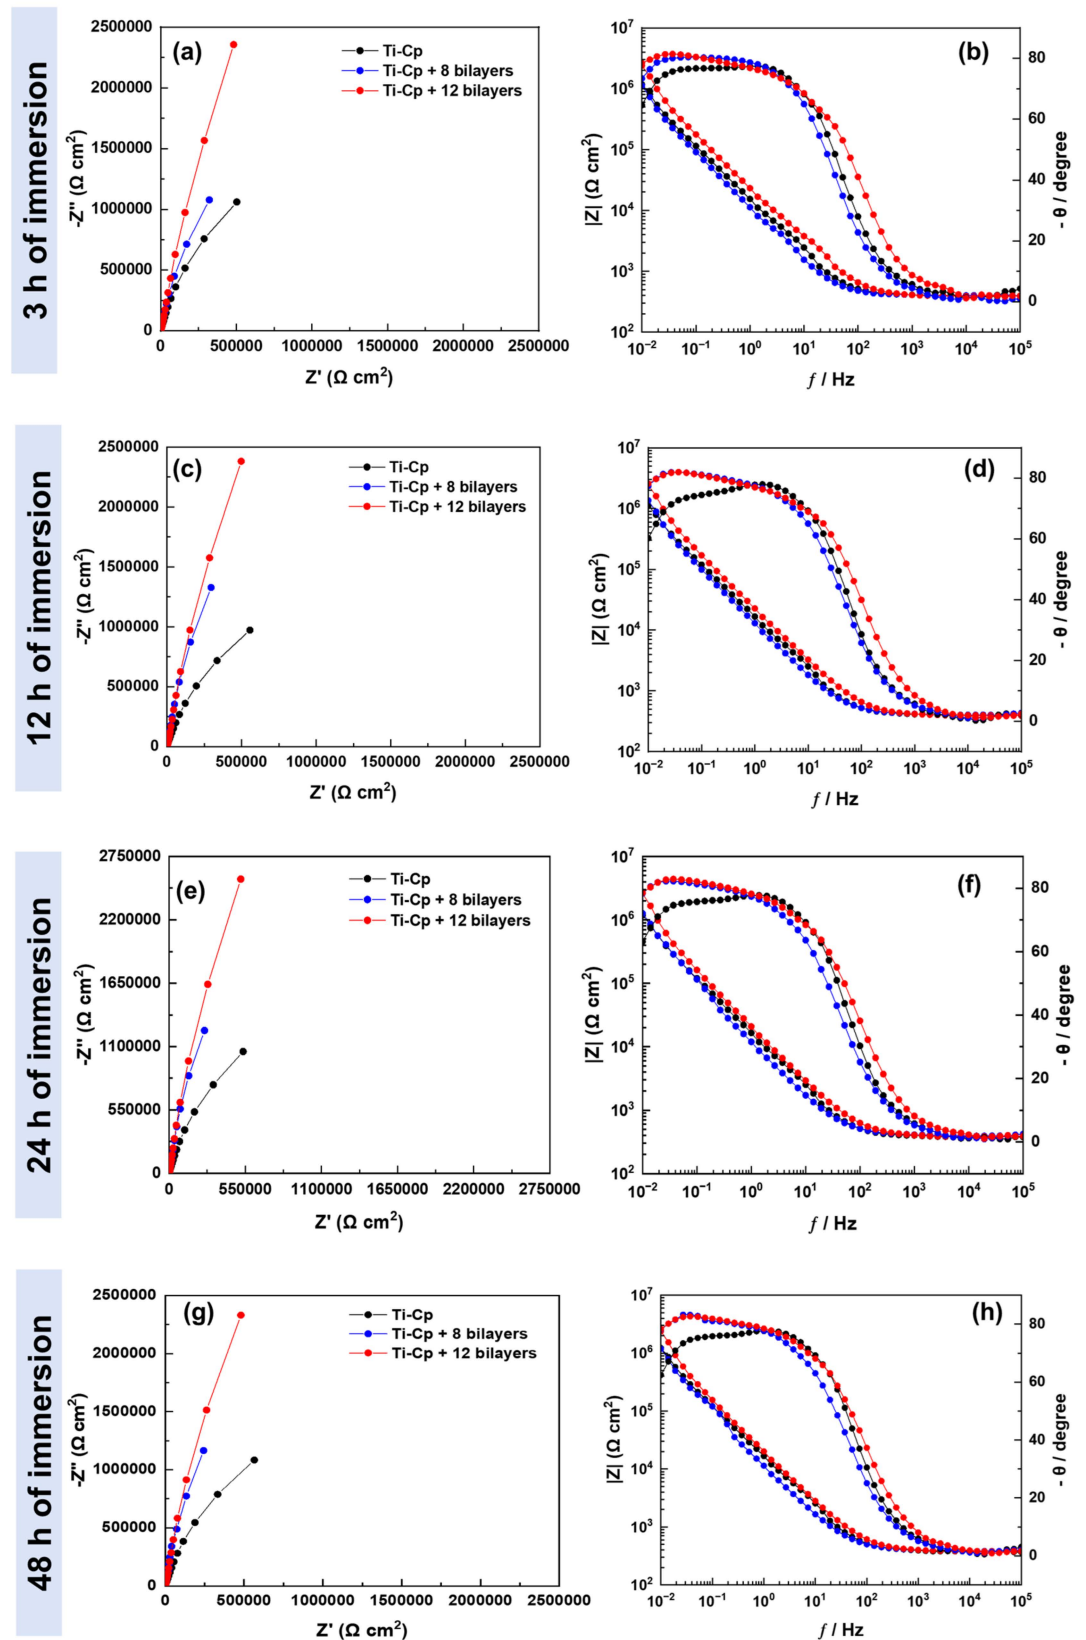 3 h of immersion
(a)
Ti-Cp
Ti-Cp + 8 bilayers
Ti-Cp + 12 bilayers
-Z'' (Ω cm²)
2500000
2000000
1500000
1000000
500000
0
0 500000 1000000 1500000 2000000 2500000
Z' (Ω cm²)
(b)
|Z| (Ω cm²)
10⁷
10⁶
10⁵
10⁴
10³
10²
80
60
40
20
0
- θ / degree
10⁻² 10⁻¹ 10⁰ 10¹ 10² 10³ 10⁴ 10⁵
f / Hz
12 h of immersion
(c)
Ti-Cp
Ti-Cp + 8 bilayers
Ti-Cp + 12 bilayers
-Z'' (Ω cm²)
2500000
2000000
1500000
1000000
500000
0
0 500000 1000000 1500000 2000000 2500000
Z' (Ω cm²)
(d)
|Z| (Ω cm²)
10⁷
10⁶
10⁵
10⁴
10³
10²
80
60
40
20
0
- θ / degree
10⁻² 10⁻¹ 10⁰ 10¹ 10² 10³ 10⁴ 10⁵
f / Hz
24 h of immersion
(e)
Ti-Cp
Ti-Cp + 8 bilayers
Ti-Cp + 12 bilayers
-Z'' (Ω cm²)
2750000
2200000
1650000
1100000
550000
0
0 550000 1100000 1650000 2200000 2750000
Z' (Ω cm²)
(f)
|Z| (Ω cm²)
10⁷
10⁶
10⁵
10⁴
10³
10²
80
60
40
20
0
- θ / degree
10⁻² 10⁻¹ 10⁰ 10¹ 10² 10³ 10⁴ 10⁵
f / Hz
48 h of immersion
(g)
Ti-Cp
Ti-Cp + 8 bilayers
Ti-Cp + 12 bilayers
-Z'' (Ω cm²)
2500000
2000000
1500000
1000000
500000
0
0 500000 1000000 1500000 2000000 2500000
Z' (Ω cm²)
(h)
|Z| (Ω cm²)
10⁷
10⁶
10⁵
10⁴
10³
10²
80
60
40
20
0
- θ / degree
10⁻² 10⁻¹ 10⁰ 10¹ 10² 10³ 10⁴ 10⁵
f / Hz